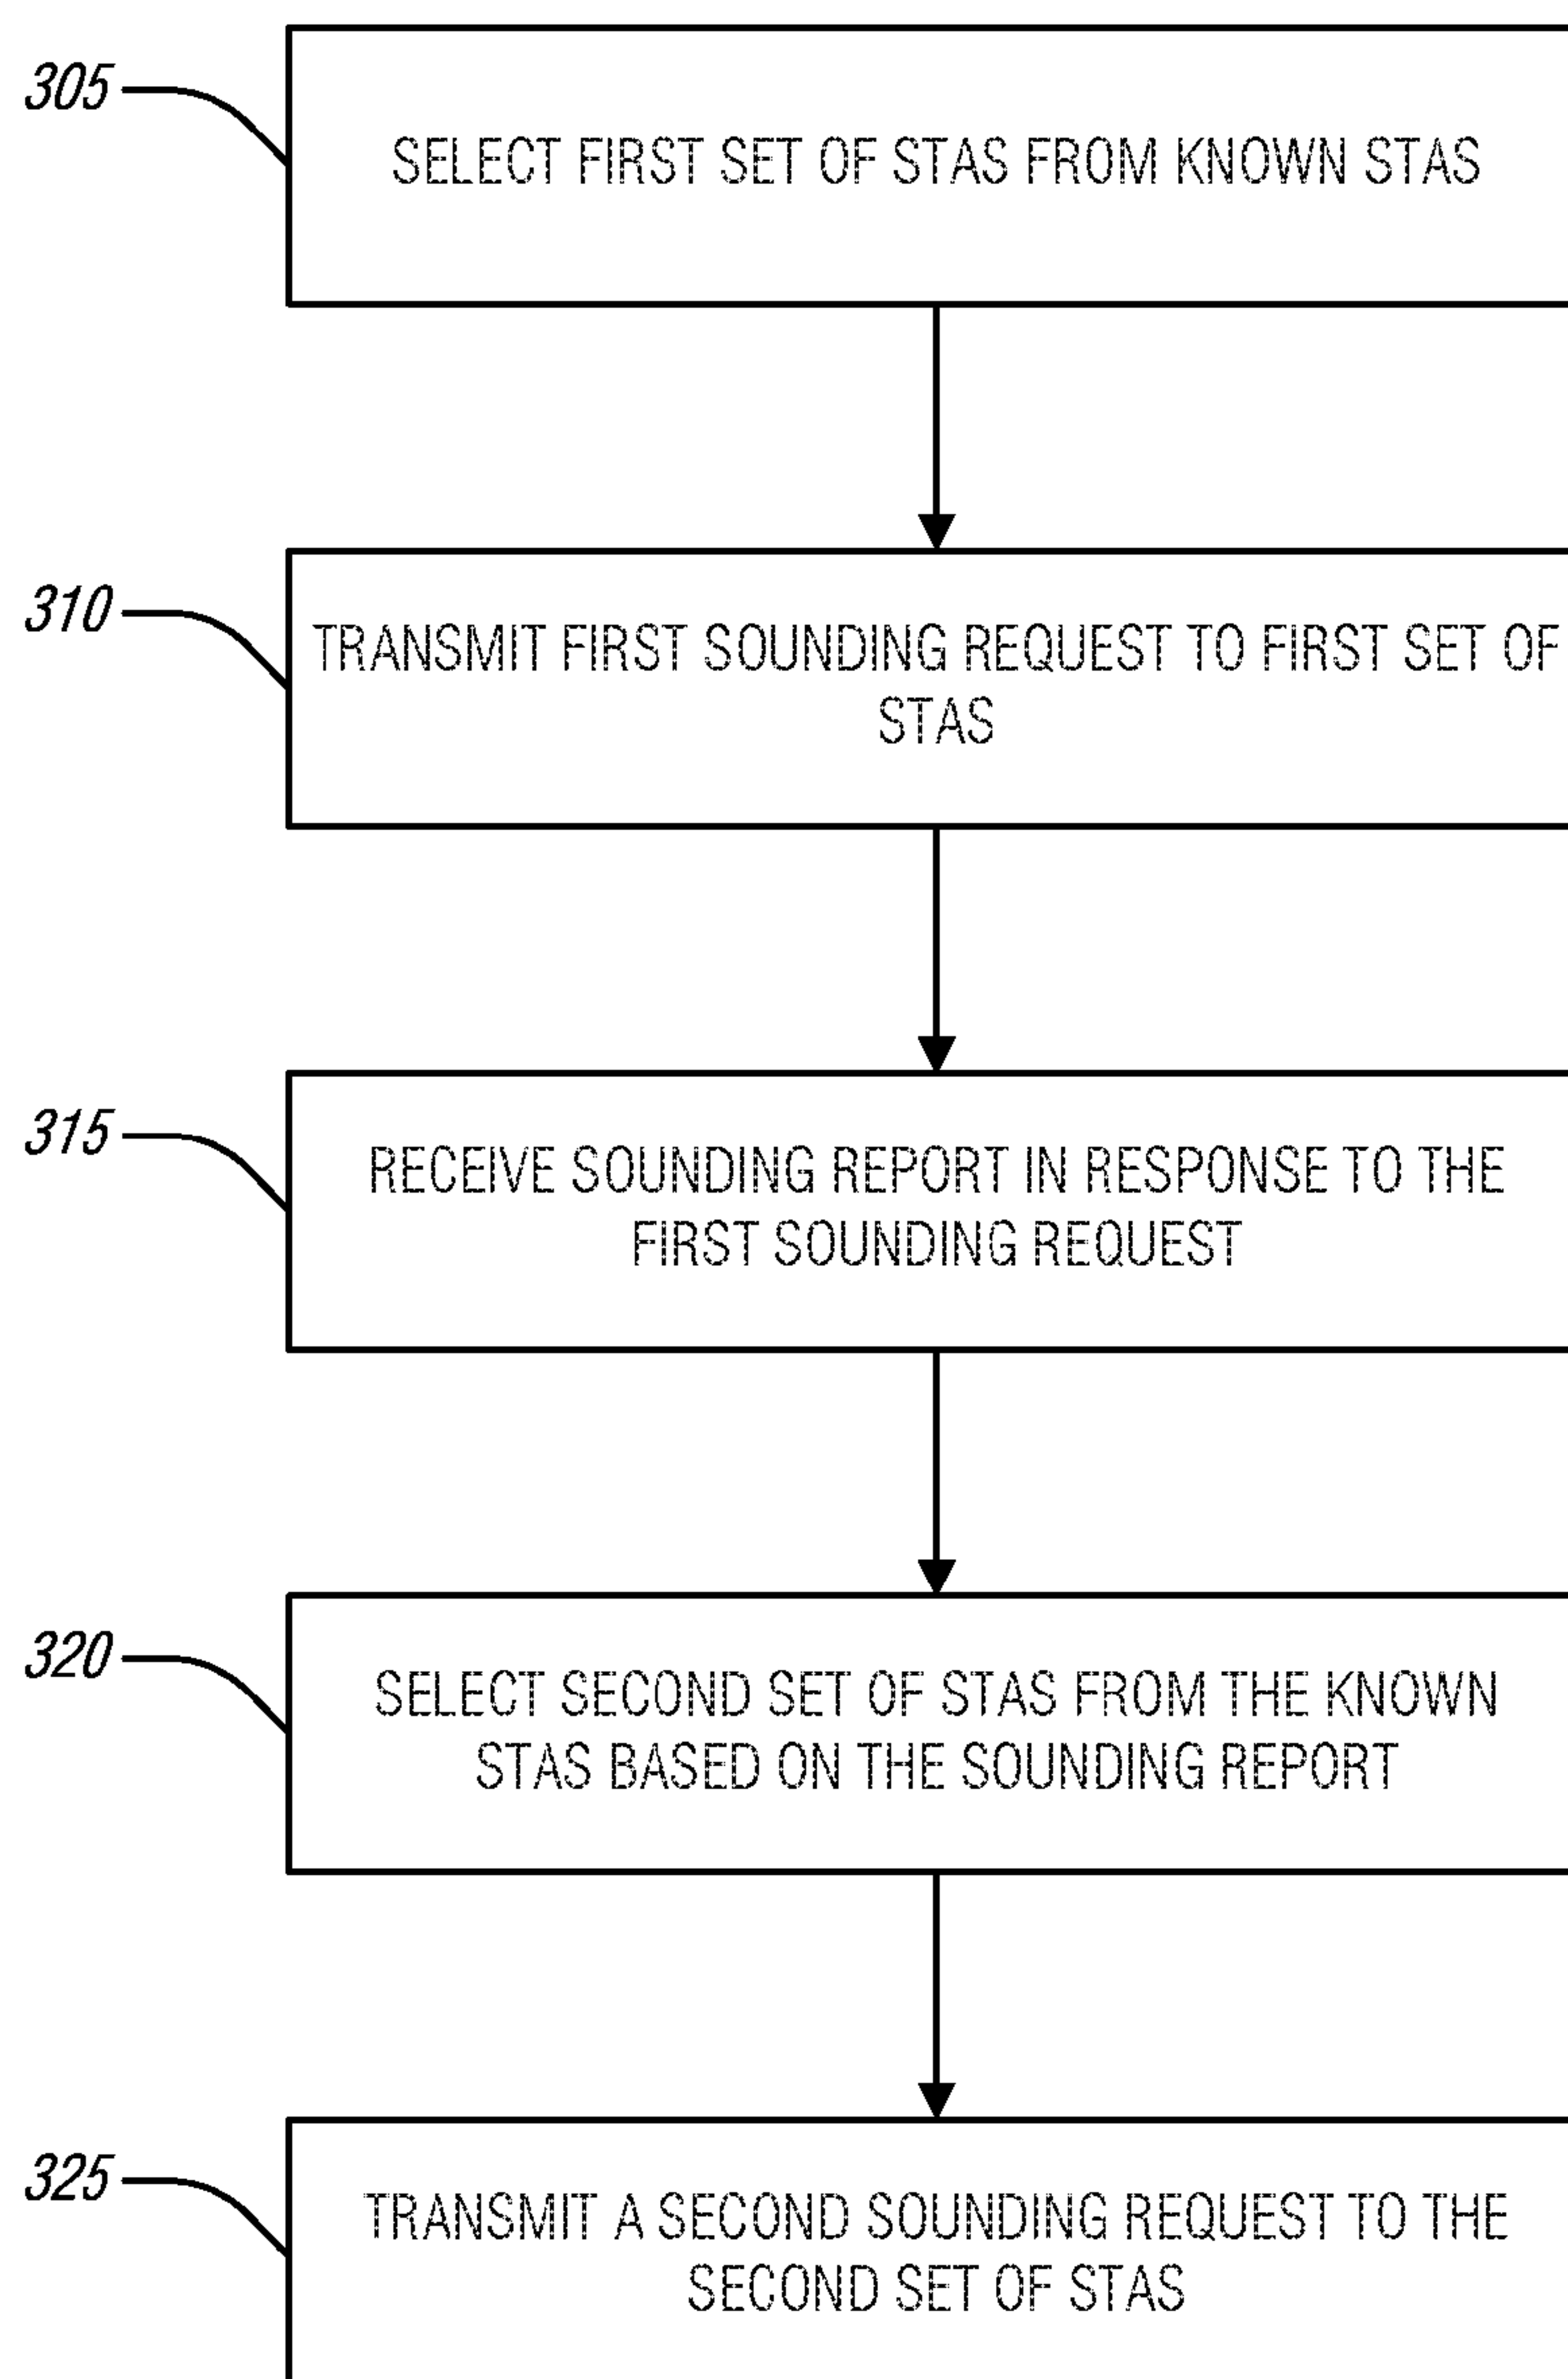 305
SELECT FIRST SET OF STAS FROM KNOWN STAS
310
TRANSMIT FIRST SOUNDING REQUEST TO FIRST SET OF
STAS
315
RECEIVE SOUNDING REPORT IN RESPONSE TO THE
FIRST SOUNDING REQUEST
320
SELECT SECOND SET OF STAS FROM THE KNOWN
STAS BASED ON THE SOUNDING REPORT
325
TRANSMIT A SECOND SOUNDING REQUEST TO THE
SECOND SET OF STAS